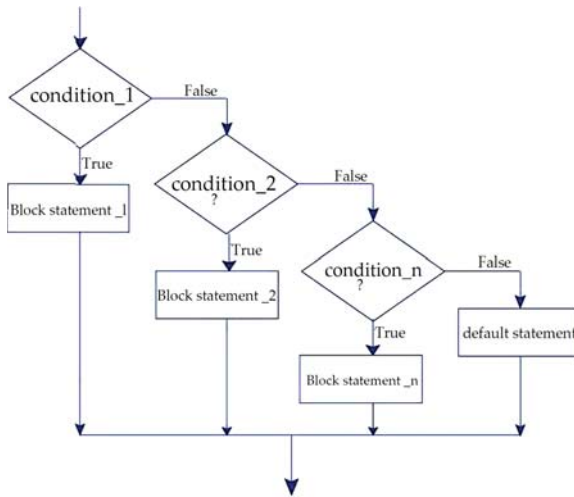 condition_1
False
True
Block statement _1
condition_2
?
False
True
Block statement _2
condition_n
?
False
True
Block statement _n
default statement